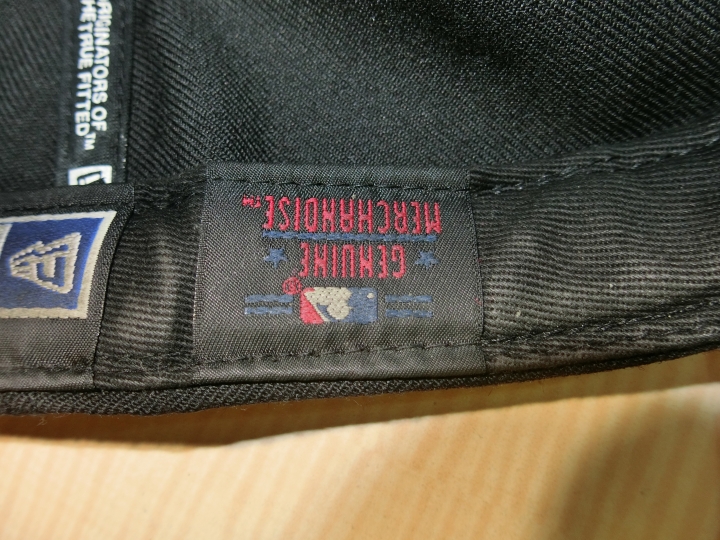 GENUINE
MERCHANDISE™
ORIGINATORS OF
THE TRUE FITTED™